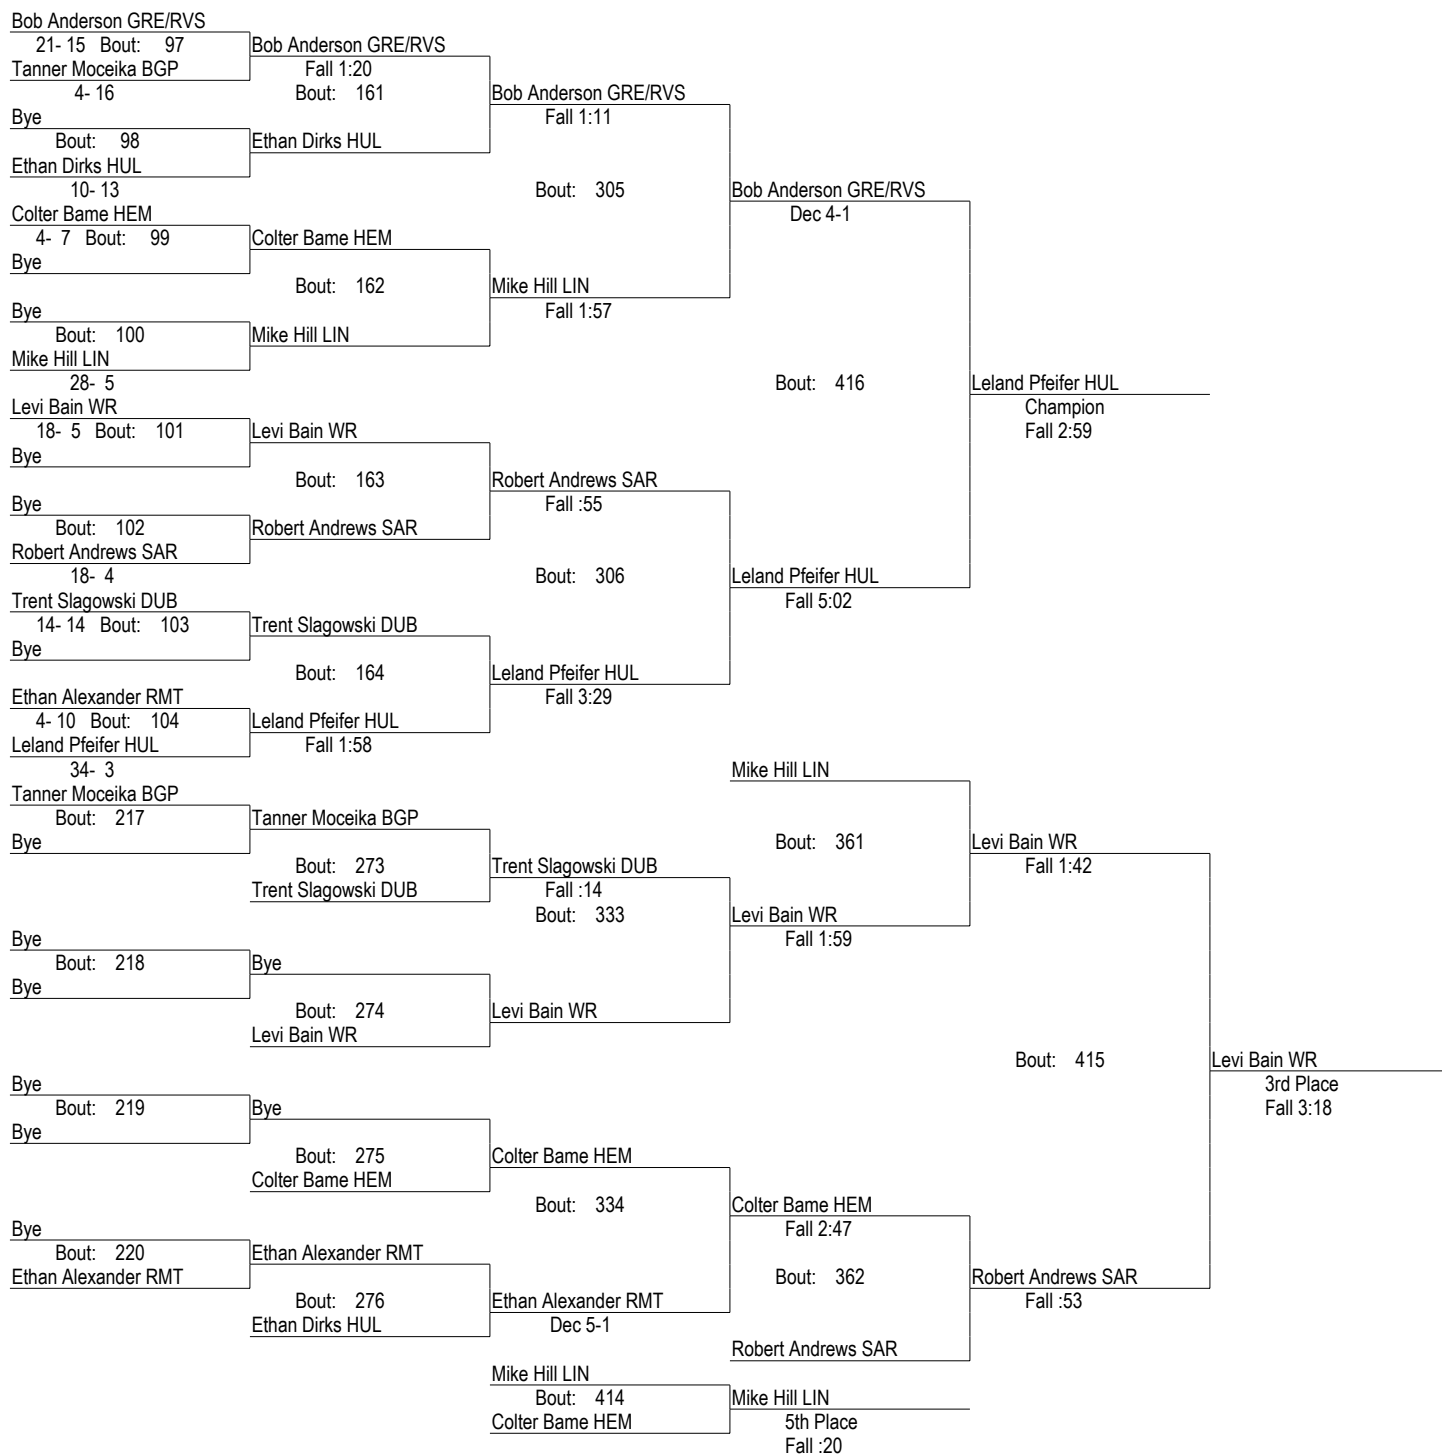 Bob Anderson GRE/RVS
21- 15 Bout: 97 Bob Anderson GRE/RVS
Tanner Moceika BGP Fall 1:20
4- 16 Bout: 161 Bob Anderson GRE/RVS
Bye Fall 1:11
Bout: 98 Ethan Dirks HUL
Ethan Dirks HUL
10- 13 Bout: 305 Bob Anderson GRE/RVS
Colter Bame HEM Dec 4-1
4- 7 Bout: 99 Colter Bame HEM
Bye
Bout: 162 Mike Hill LIN
Bye Fall 1:57
Bout: 100 Mike Hill LIN
Mike Hill LIN
28- 5 Bout: 416 Leland Pfeifer HUL
Levi Bain WR Champion
18- 5 Bout: 101 Levi Bain WR Fall 2:59
Bye
Bout: 163 Robert Andrews SAR
Bye Fall :55
Bout: 102 Robert Andrews SAR
Robert Andrews SAR
18- 4 Bout: 306 Leland Pfeifer HUL
Trent Slagowski DUB Fall 5:02
14- 14 Bout: 103 Trent Slagowski DUB
Bye
Bout: 164 Leland Pfeifer HUL
Ethan Alexander RMT Fall 3:29
4- 10 Bout: 104 Leland Pfeifer HUL
Leland Pfeifer HUL Fall 1:58
34- 3 Mike Hill LIN
Tanner Moceika BGP
Bout: 217 Tanner Moceika BGP
Bye Bout: 361 Levi Bain WR
Bout: 273 Trent Slagowski DUB Fall 1:42
Trent Slagowski DUB Fall :14
Bout: 333 Levi Bain WR
Bye Fall 1:59
Bout: 218 Bye
Bye
Bout: 274 Levi Bain WR
Levi Bain WR
Bout: 415 Levi Bain WR
Bye 3rd Place
Bout: 219 Bye Fall 3:18
Bye
Bout: 275 Colter Bame HEM
Colter Bame HEM
Bout: 334 Colter Bame HEM
Bye Fall 2:47
Bout: 220 Ethan Alexander RMT
Ethan Alexander RMT Bout: 362 Robert Andrews SAR
Bout: 276 Ethan Alexander RMT Fall :53
Ethan Dirks HUL Dec 5-1
Robert Andrews SAR
Mike Hill LIN
Bout: 414 Mike Hill LIN
Colter Bame HEM 5th Place
Fall :20